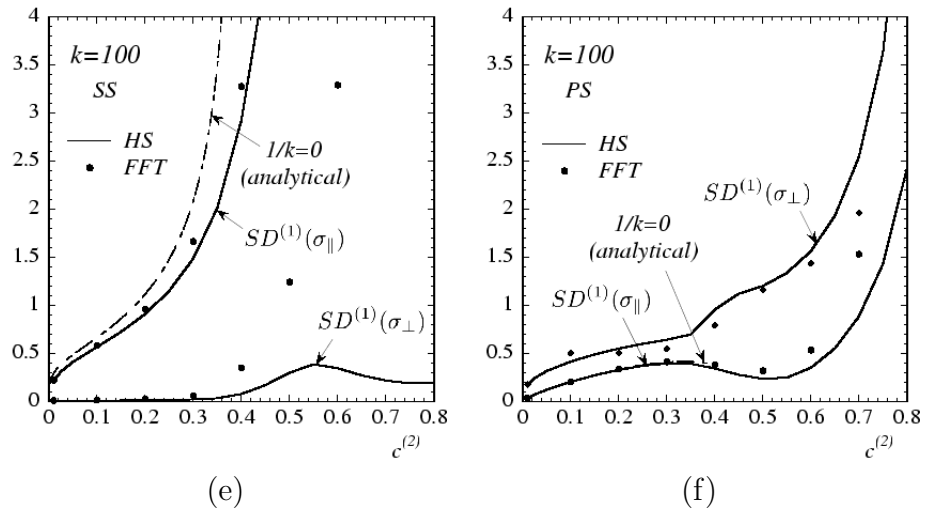 4
3.5
3
2.5
2
1.5
1
0.5
0
k=100
SS
HS
FFT
1/k=0
(analytical)
SD^{(1)}(σ_∥)
SD^{(1)}(σ_⊥)
0 0.1 0.2 0.3 0.4 0.5 0.6 0.7 0.8
c^{(2)}
(e)
4
3.5
3
2.5
2
1.5
1
0.5
0
k=100
PS
HS
FFT
SD^{(1)}(σ_⊥)
1/k=0
(analytical)
SD^{(1)}(σ_∥)
0 0.1 0.2 0.3 0.4 0.5 0.6 0.7 0.8
c^{(2)}
(f)